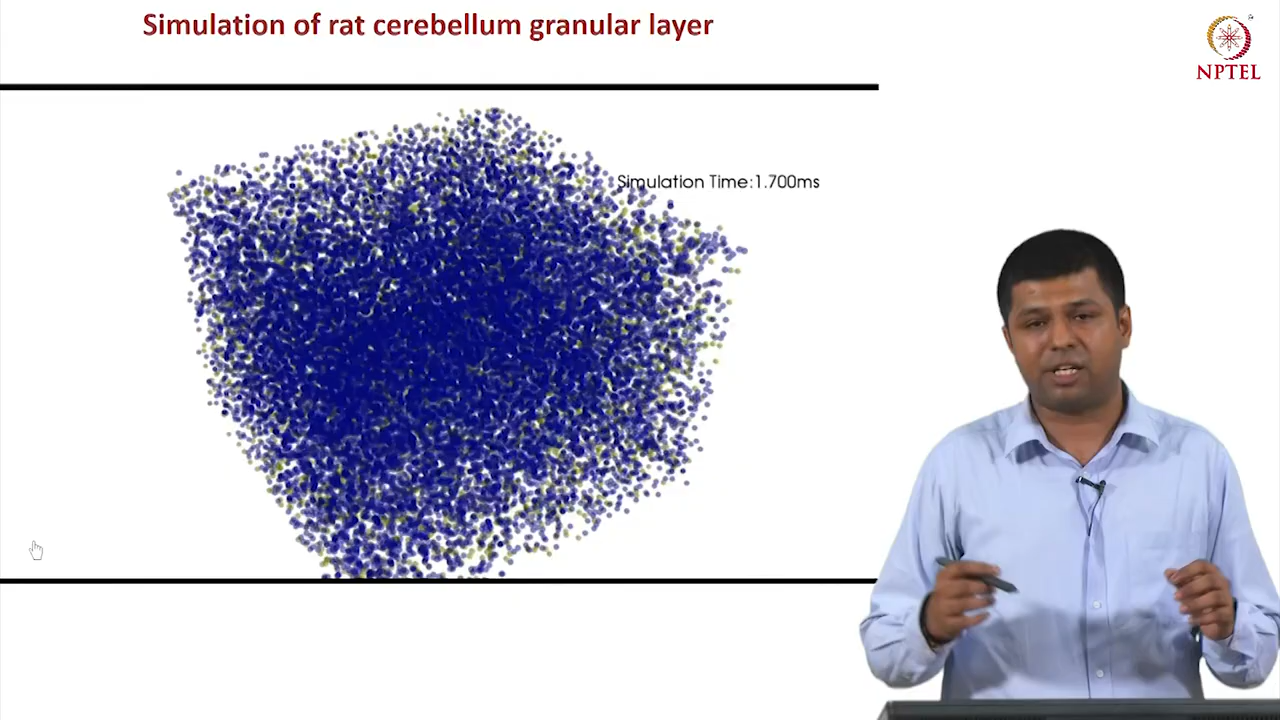 Simulation of rat cerebellum granular layer
NPTEL
Simulation Time:1.700ms